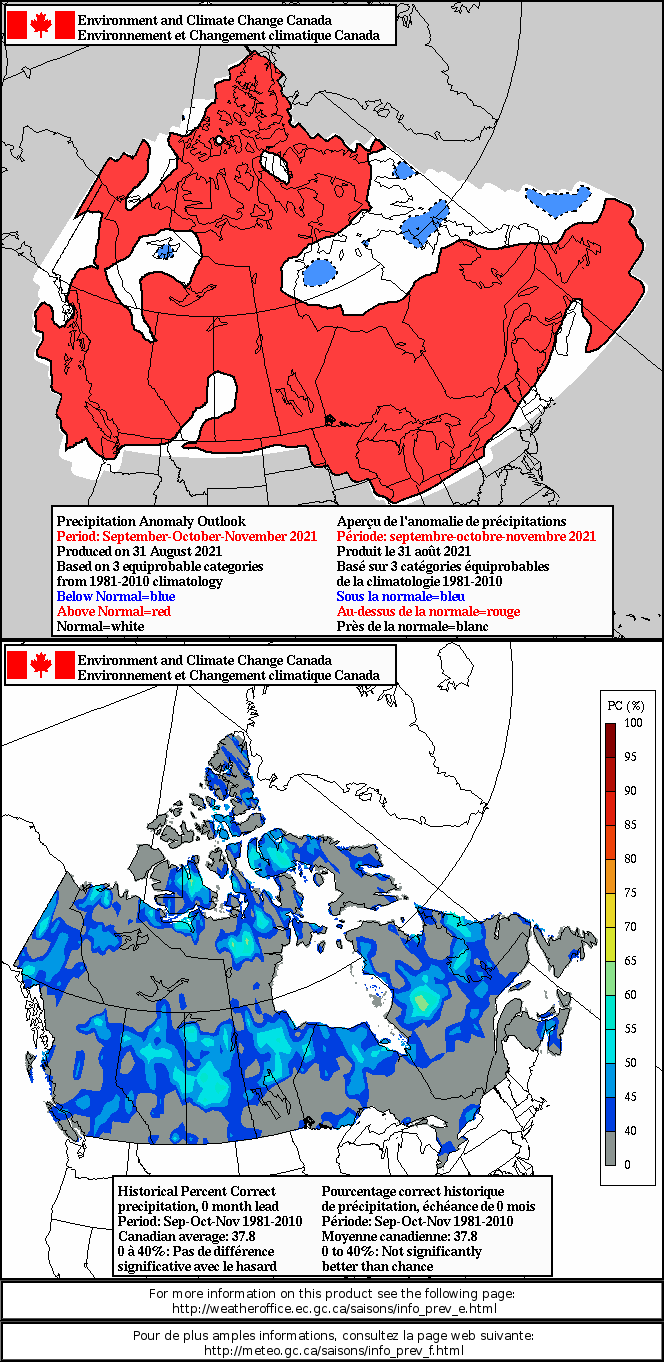 Environment and Climate Change Canada
Environnement et Changement climatique Canada
Precipitation Anomaly Outlook
Period: September-October-November 2021
Produced on 31 August 2021
Based on 3 equiprobable categories
from 1981-2010 climatology
Below Normal=blue
Above Normal=red
Normal=white
Aperçu de l'anomalie de précipitations
Période: septembre-octobre-novembre 2021
Produit le 31 août 2021
Basé sur 3 catégories équiprobables
de la climatologie 1981-2010
Sous la normale=bleu
Au-dessus de la normale=rouge
Près de la normale=blanc
Environment and Climate Change Canada
Environnement et Changement climatique Canada
PC (%)
100
95
90
85
80
75
70
65
60
55
50
45
40
0
Historical Percent Correct
precipitation, 0 month lead
Period: Sep-Oct-Nov 1981-2010
Canadian average: 37.8
0 à 40%: Pas de différence
significative avec le hasard
Pourcentage correct historique
de précipitation, échéance de 0 mois
Période: Sep-Oct-Nov 1981-2010
Moyenne canadienne: 37.8
0 to 40%: Not significantly
better than chance
For more information on this product see the following page:
http://weatheroffice.ec.gc.ca/saisons/info_prev_e.html
Pour de plus amples informations, consultez la page web suivante:
http://meteo.gc.ca/saisons/info_prev_f.html